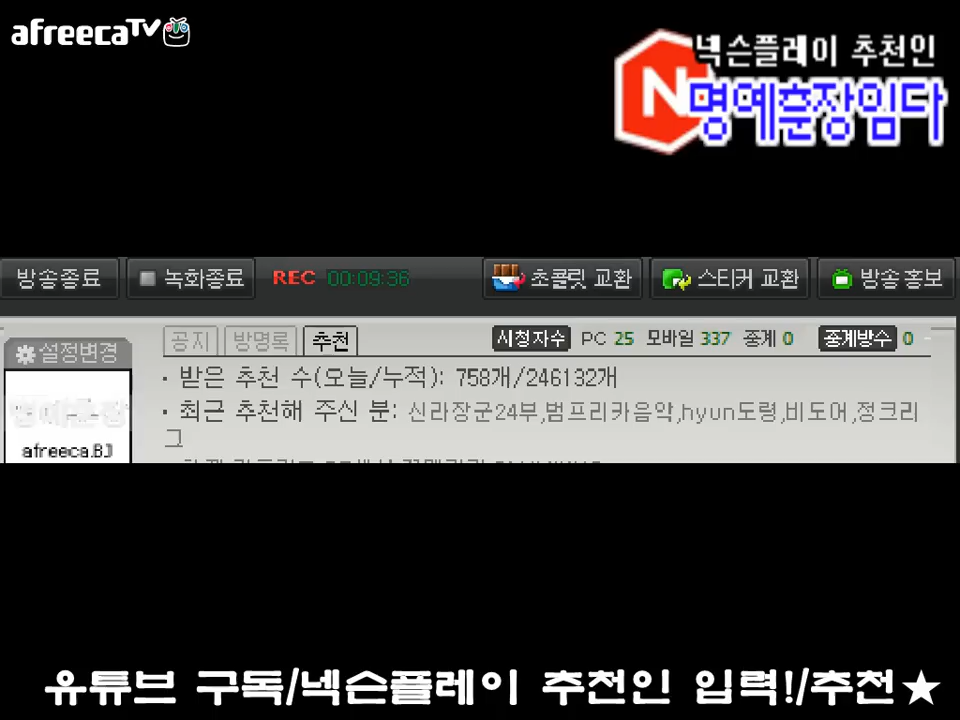 afreecaTV
넥슨플레이 추천인
N
명예훈장임다
방송종료 녹화종료 REC 00:09:36 초콜릿 교환 스티커 교환 방송홍보
설정변경 공지 방명록 추천 시청자수 PC 25 모바일 337 중계 0 중계방수 0
· 받은 추천 수(오늘/누적): 758개/246132개
· 최근 추천해 주신 분: 신라장군24부,범프리카음악,hyun도령,비도어,정크리
그
afreeca.BJ
유튜브 구독/넥슨플레이 추천인 입력!/추천★